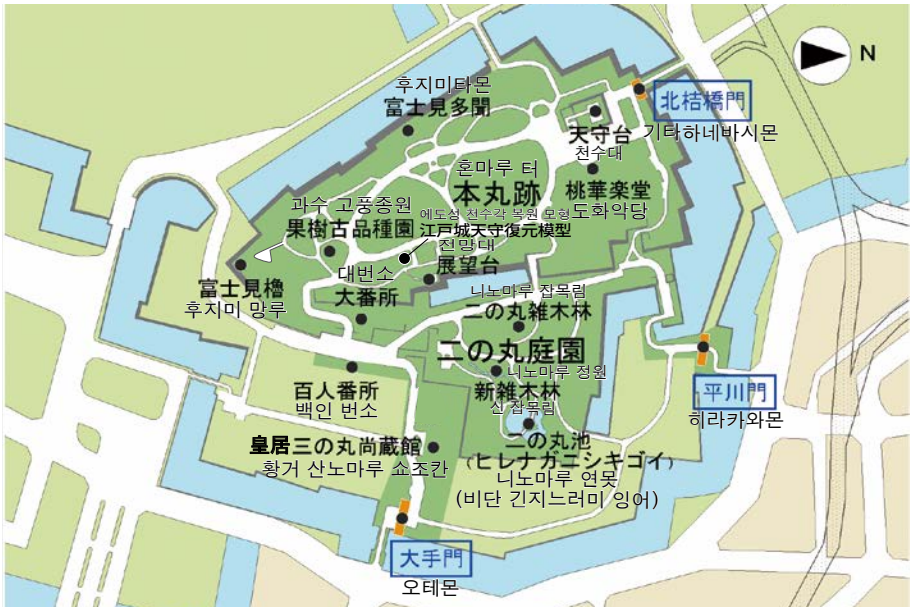 N
후지미타몬
富士見多聞
北桔橋門
기타하네바시몬
天守台
천수대
혼마루 터
本丸跡
桃華楽堂
도화악당
과수 고풍종원
果樹古品種園
에도성 천수각 복원 모형
江戸城天守復元模型
전망대
展望台
대번소
大番所
富士見櫓
후지미 망루
니노마루 잡목림
二の丸雑木林
二の丸庭園
니노마루 정원
新雑木林
신 잡목림
百人番所
백인 번소
平川門
히라카와몬
二の丸池
(ヒレナガニシキゴイ)
니노마루 연못
(비단 긴지느러미 잉어)
皇居三の丸尚蔵館
황거 산노마루 쇼조칸
大手門
오테몬